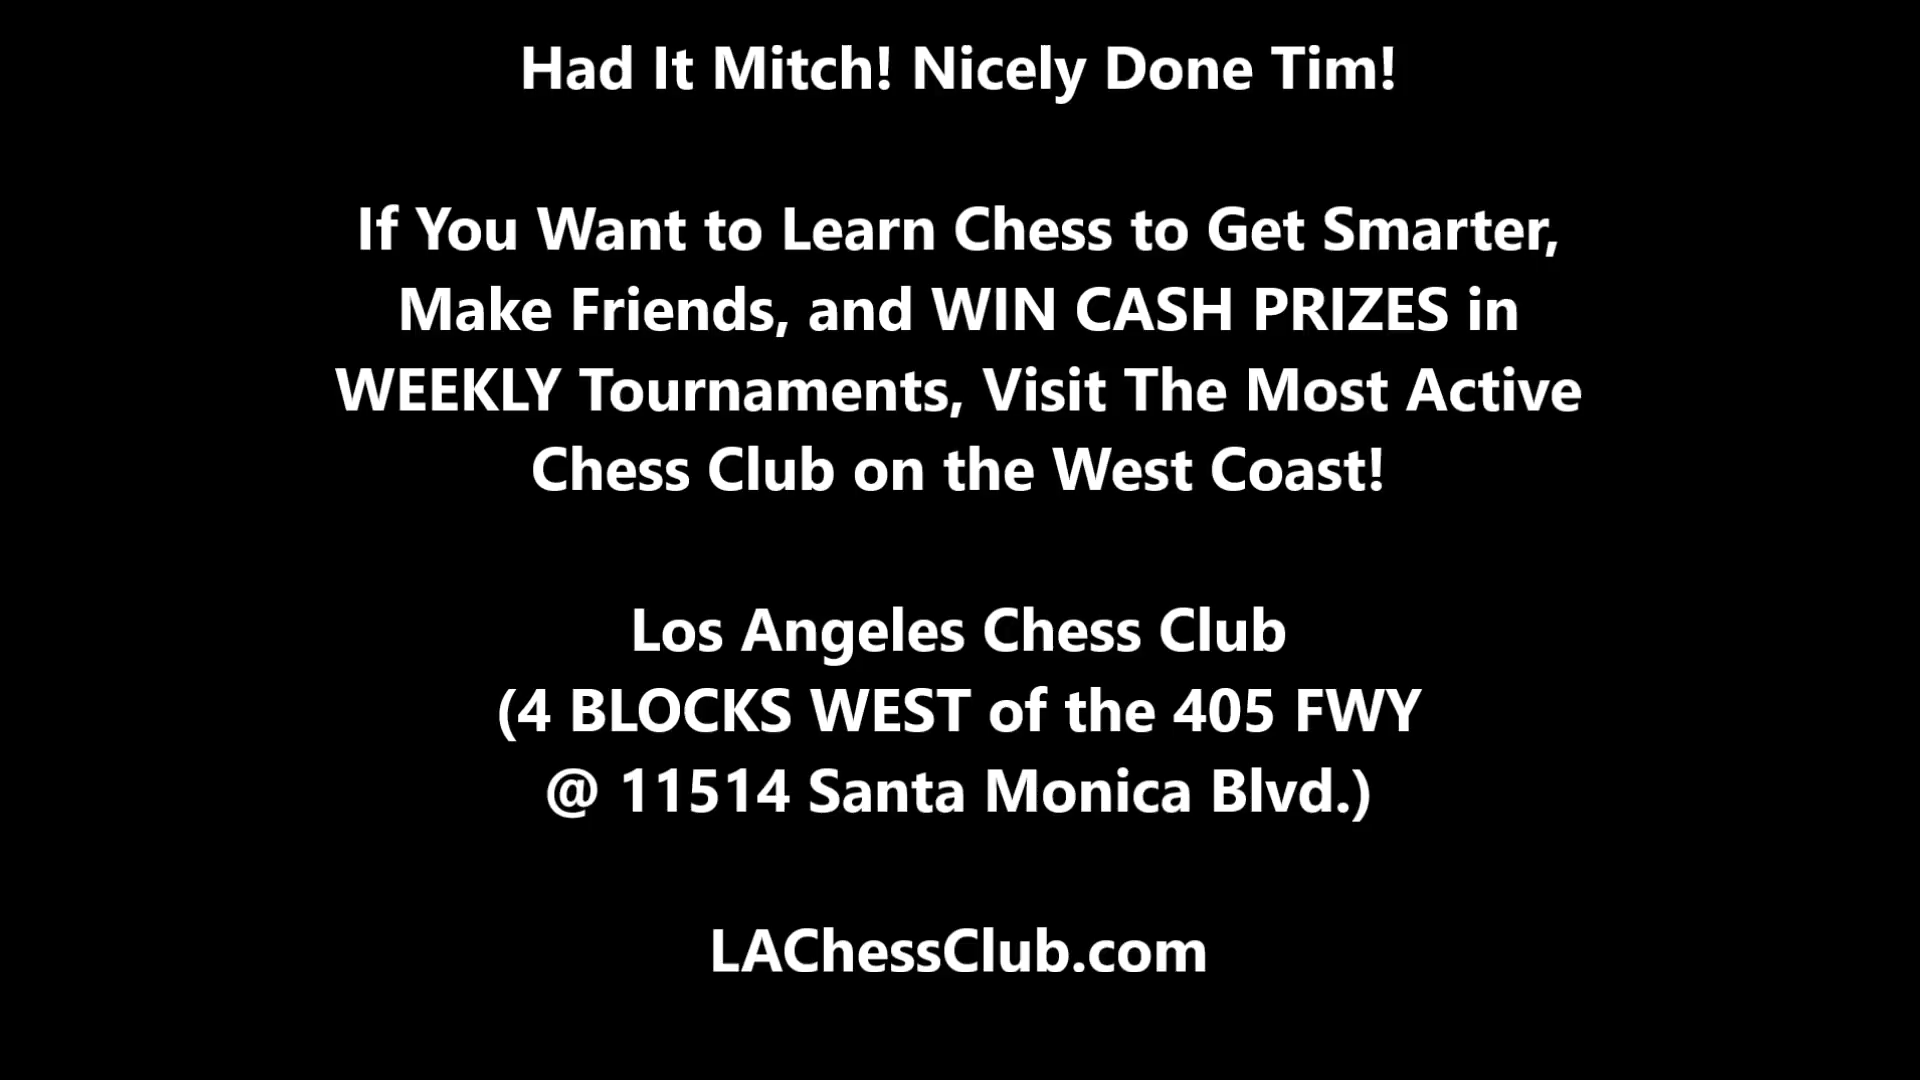 Had It Mitch! Nicely Done Tim!
If You Want to Learn Chess to Get Smarter,
Make Friends, and WIN CASH PRIZES in
WEEKLY Tournaments, Visit The Most Active
Chess Club on the West Coast!
Los Angeles Chess Club
(4 BLOCKS WEST of the 405 FWY
@ 11514 Santa Monica Blvd.)
LAChessClub.com